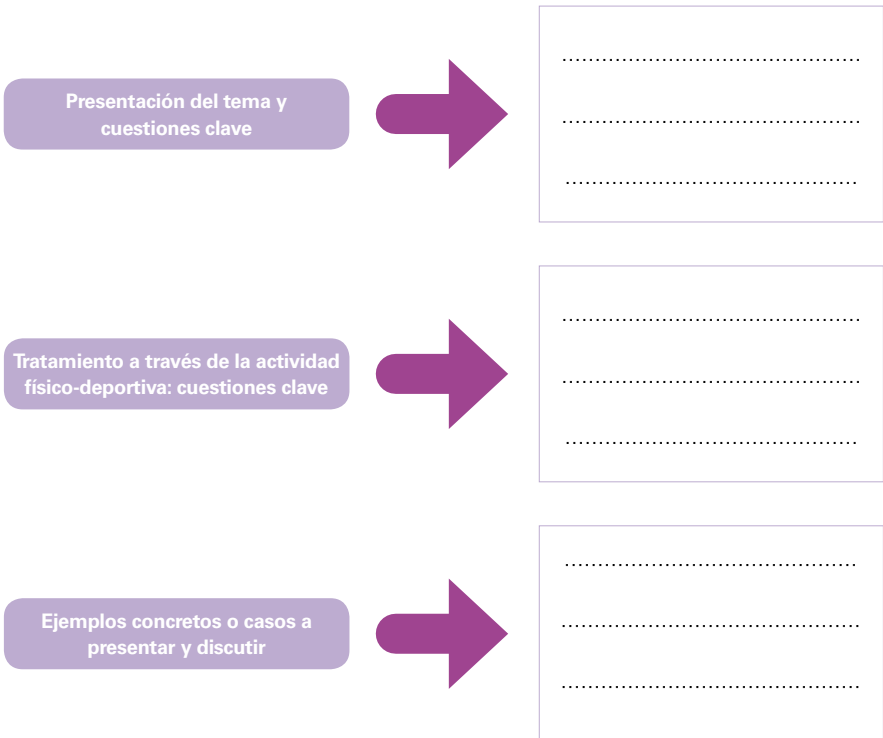 Presentación del tema y
cuestiones clave
Tratamiento a través de la actividad
físico-deportiva: cuestiones clave
Ejemplos concretos o casos a
presentar y discutir